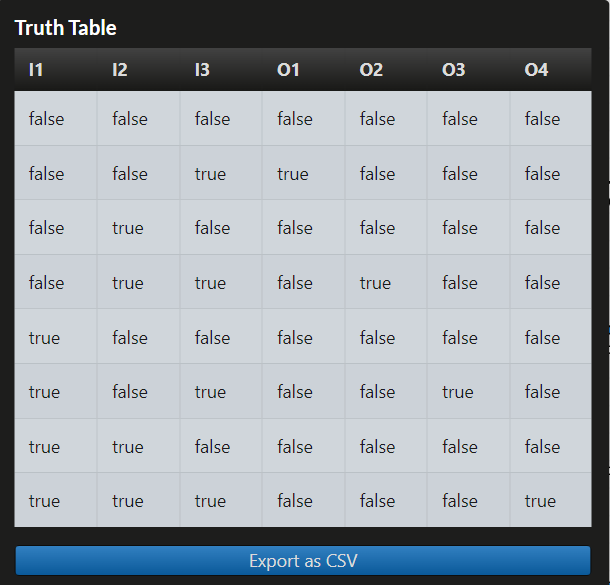 Truth Table
I1 I2 I3 O1 O2 O3 O4
false false false false false false false
false false true true false false false
false true false false false false false
false true true false true false false
true false false false false false false
true false true false false true false
true true false false false false false
true true true false false false true
Export as CSV